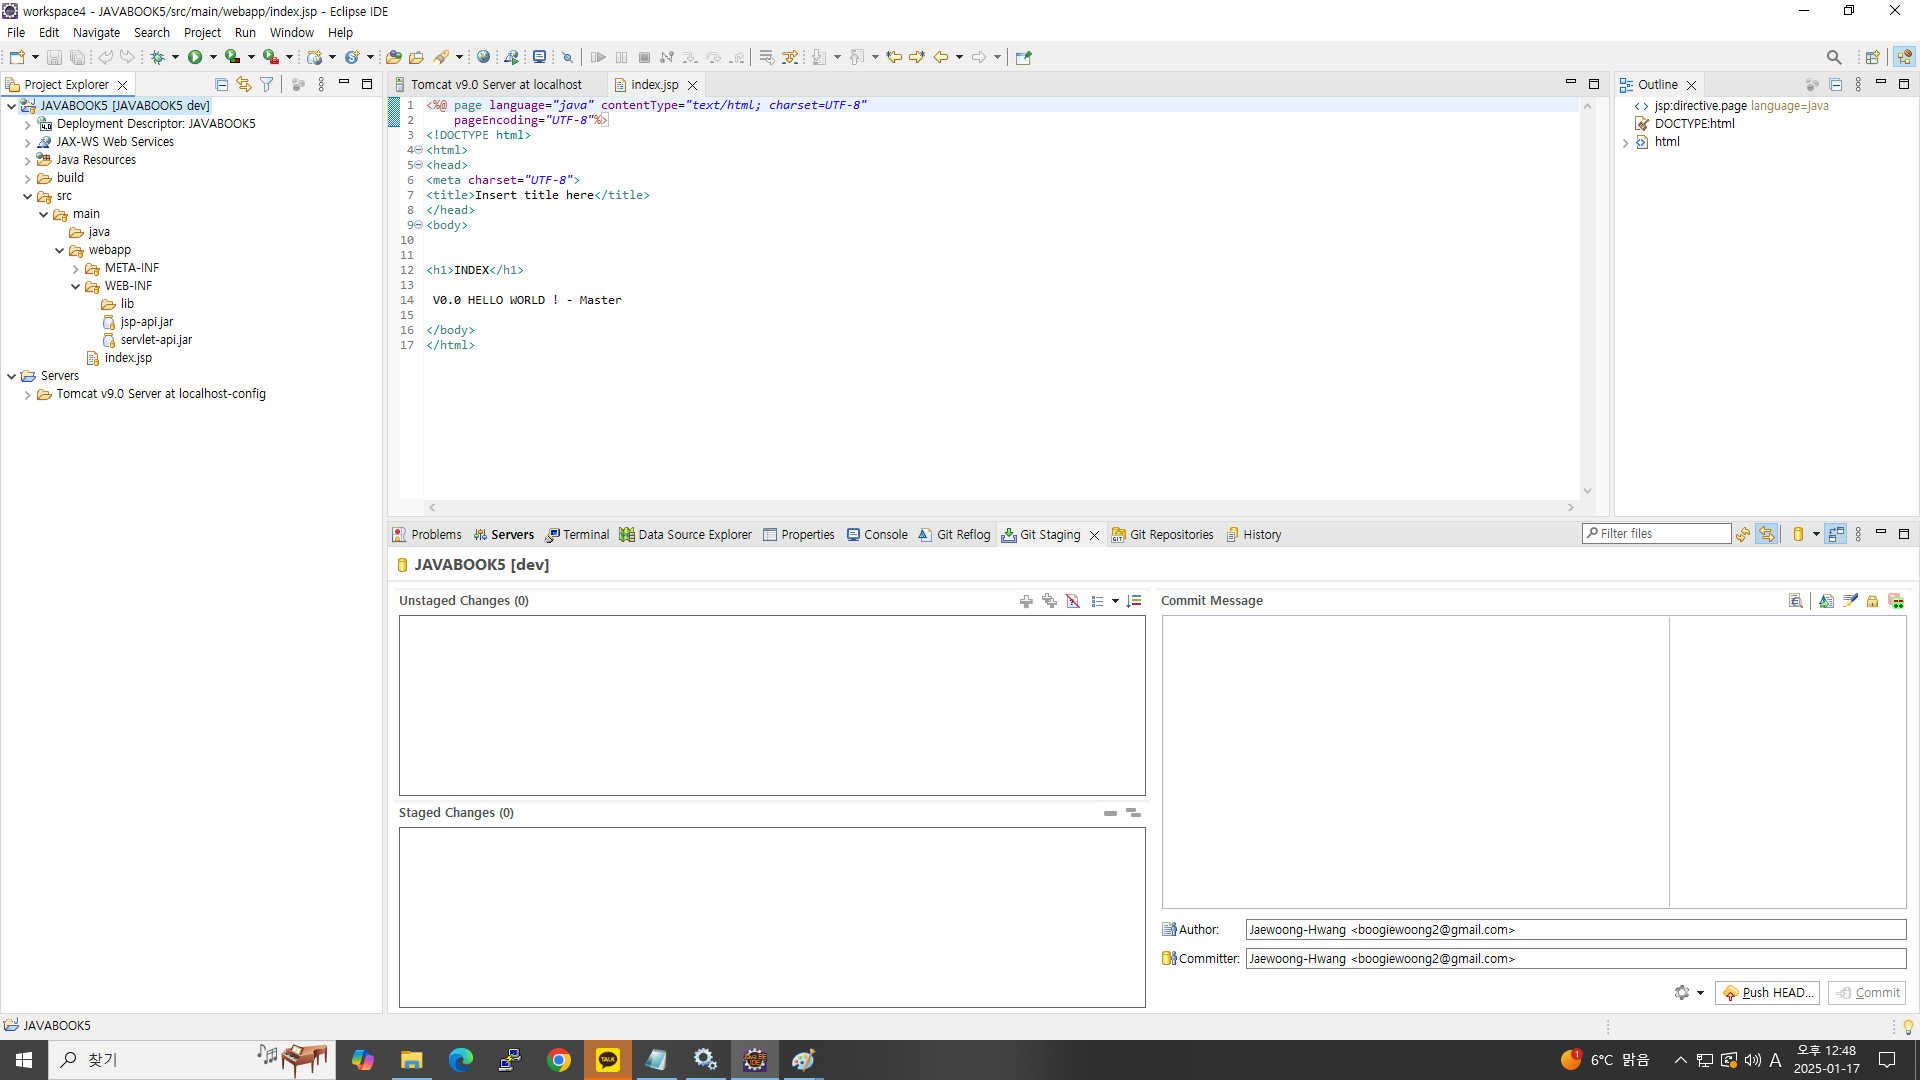 workspace4 - JAVABOOK5/src/main/webapp/index.jsp - Eclipse IDE
File Edit Navigate Search Project Run Window Help
Project Explorer
JAVABOOK5 [JAVABOOK5 dev]
Deployment Descriptor: JAVABOOK5
JAX-WS Web Services
Java Resources
build
src
main
java
webapp
META-INF
WEB-INF
lib
jsp-api.jar
servlet-api.jar
index.jsp
Servers
Tomcat v9.0 Server at localhost-config
Tomcat v9.0 Server at localhost index.jsp
1 <%@ page language="java" contentType="text/html; charset=UTF-8"
2     pageEncoding="UTF-8"%>
3 <!DOCTYPE html>
4 <html>
5 <head>
6 <meta charset="UTF-8">
7 <title>Insert title here</title>
8 </head>
9 <body>
10
11
12 <h1>INDEX</h1>
13
14  V0.0 HELLO WORLD ! - Master
15
16 </body>
17 </html>
Outline
jsp:directive.page language=java
DOCTYPE:html
html
Problems Servers Terminal Data Source Explorer Properties Console Git Reflog Git Staging Git Repositories History
Filter files
JAVABOOK5 [dev]
Unstaged Changes (0)
Staged Changes (0)
Commit Message
Author: Jaewoong-Hwang <boogiewoong2@gmail.com>
Committer: Jaewoong-Hwang <boogiewoong2@gmail.com>
Push HEAD... Commit
JAVABOOK5
찾기
TALK
1
6°C 맑음
A
오후 12:48
2025-01-17